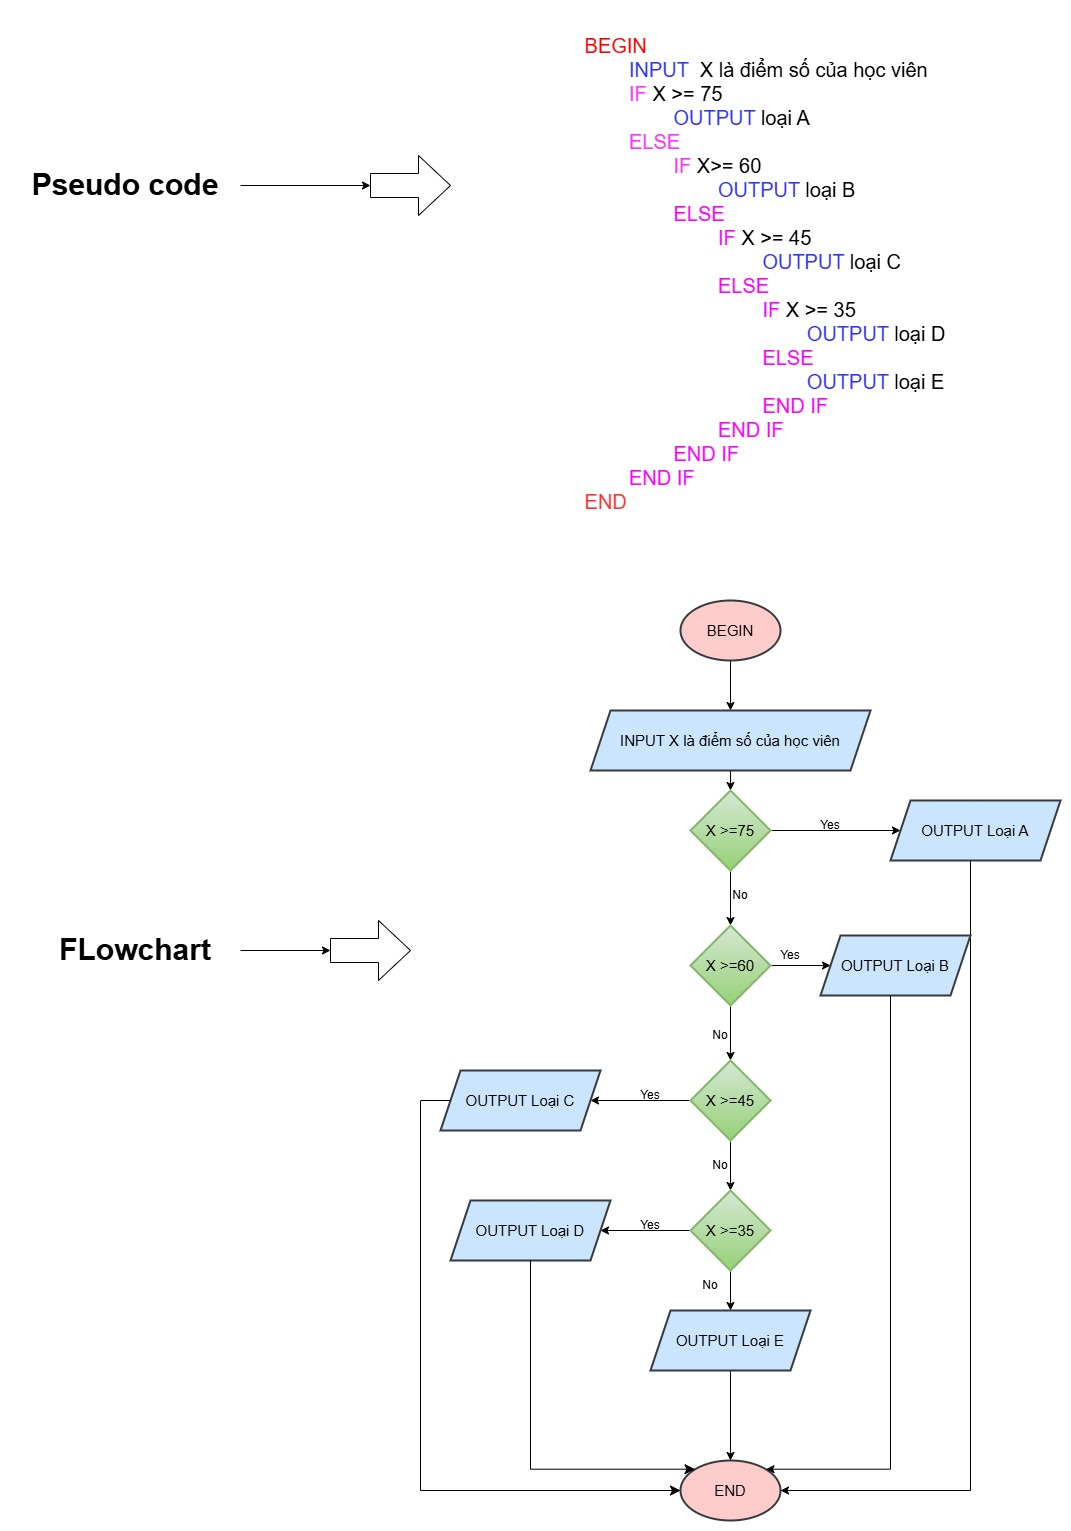 BEGIN
INPUT X là điểm số của học viên
IF X >= 75
OUTPUT loại A
ELSE
IF X>= 60
OUTPUT loại B
ELSE
IF X >= 45
OUTPUT loại C
ELSE
IF X >= 35
OUTPUT loại D
ELSE
OUTPUT loại E
END IF
END IF
END IF
END IF
END
Pseudo code
BEGIN
INPUT X là điểm số của học viên
X >=75
Yes
OUTPUT Loại A
No
FLowchart
X >=60
Yes
OUTPUT Loại B
No
OUTPUT Loại C
Yes
X >=45
No
OUTPUT Loại D
Yes
X >=35
No
OUTPUT Loại E
END